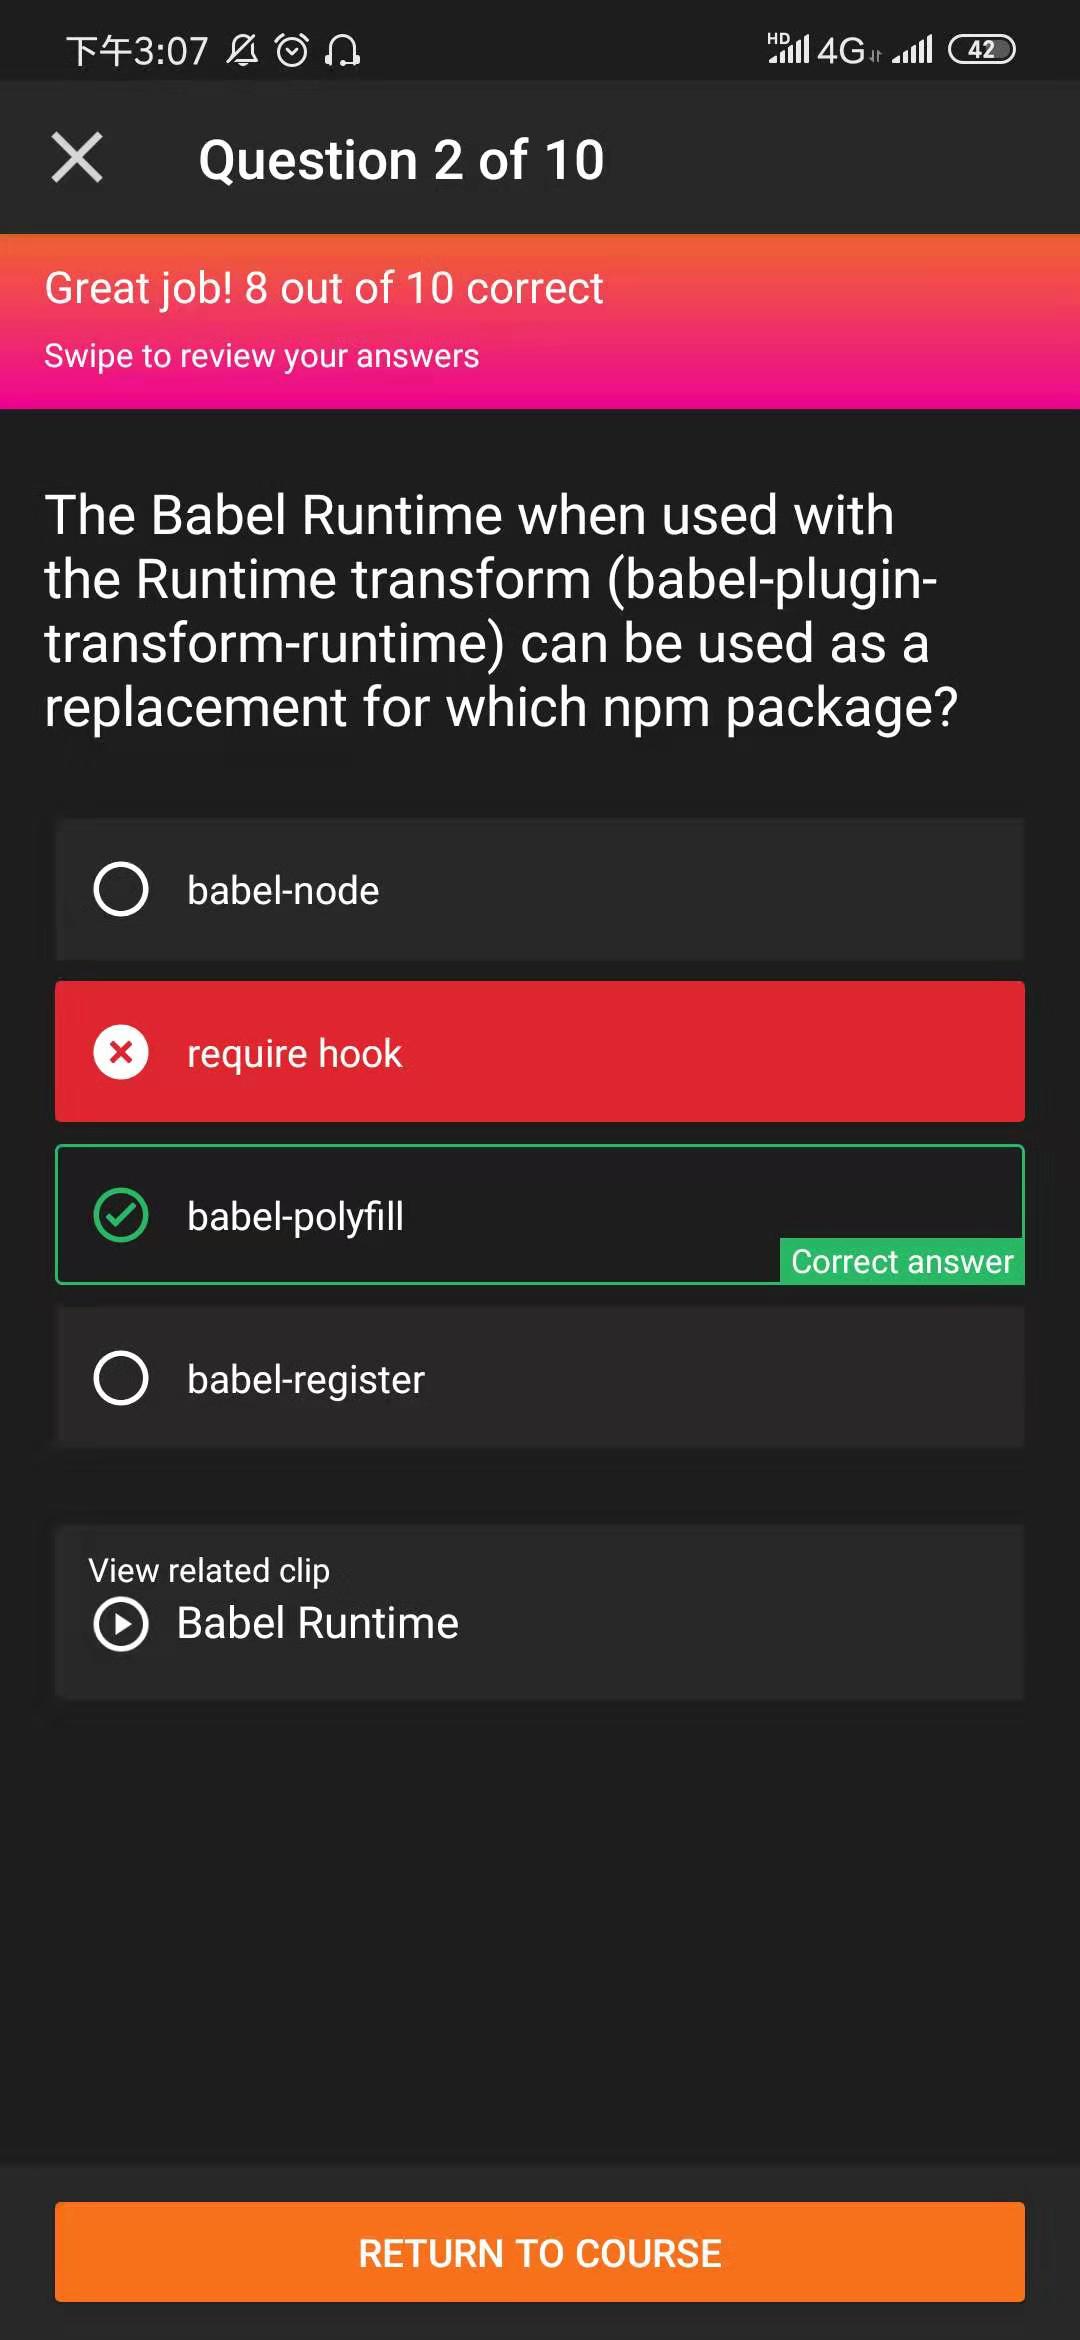 下午3:07 HD 4G 42
Question 2 of 10
Great job! 8 out of 10 correct
Swipe to review your answers
The Babel Runtime when used with
the Runtime transform (babel-plugin-
transform-runtime) can be used as a
replacement for which npm package?
babel-node
require hook
babel-polyfill
Correct answer
babel-register
View related clip
Babel Runtime
RETURN TO COURSE